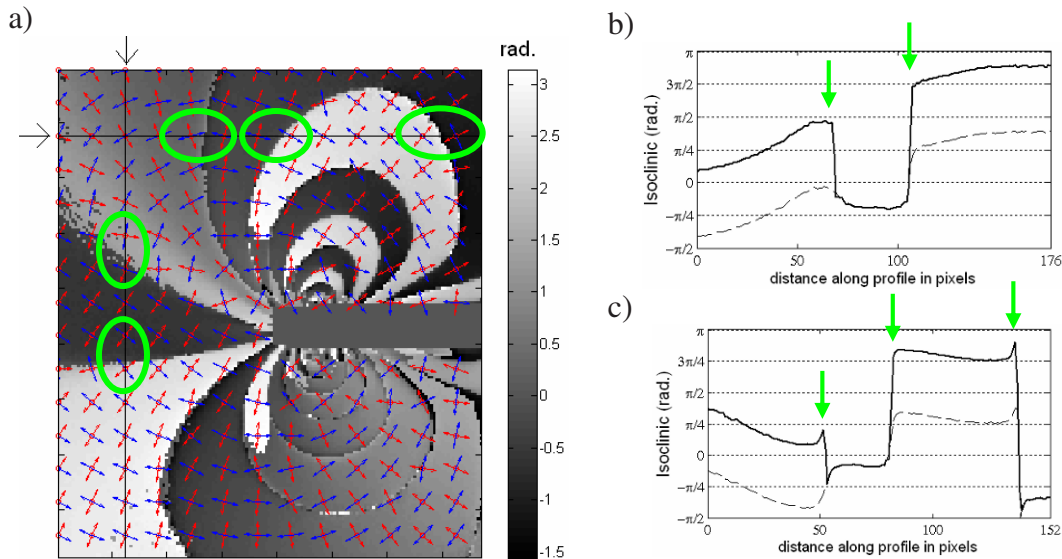 a)
rad.
3
2.5
2
1.5
1
0.5
0
-0.5
-1
-1.5
b)
Isoclinic (rad.)
π
3π/2
π/2
π/4
0
−π/4
−π/2
0
50
100
176
distance along profile in pixels
c)
Isoclinic (rad.)
π
3π/4
π/2
π/4
0
−π/4
−π/2
0
50
100
152
distance along profile in pixels